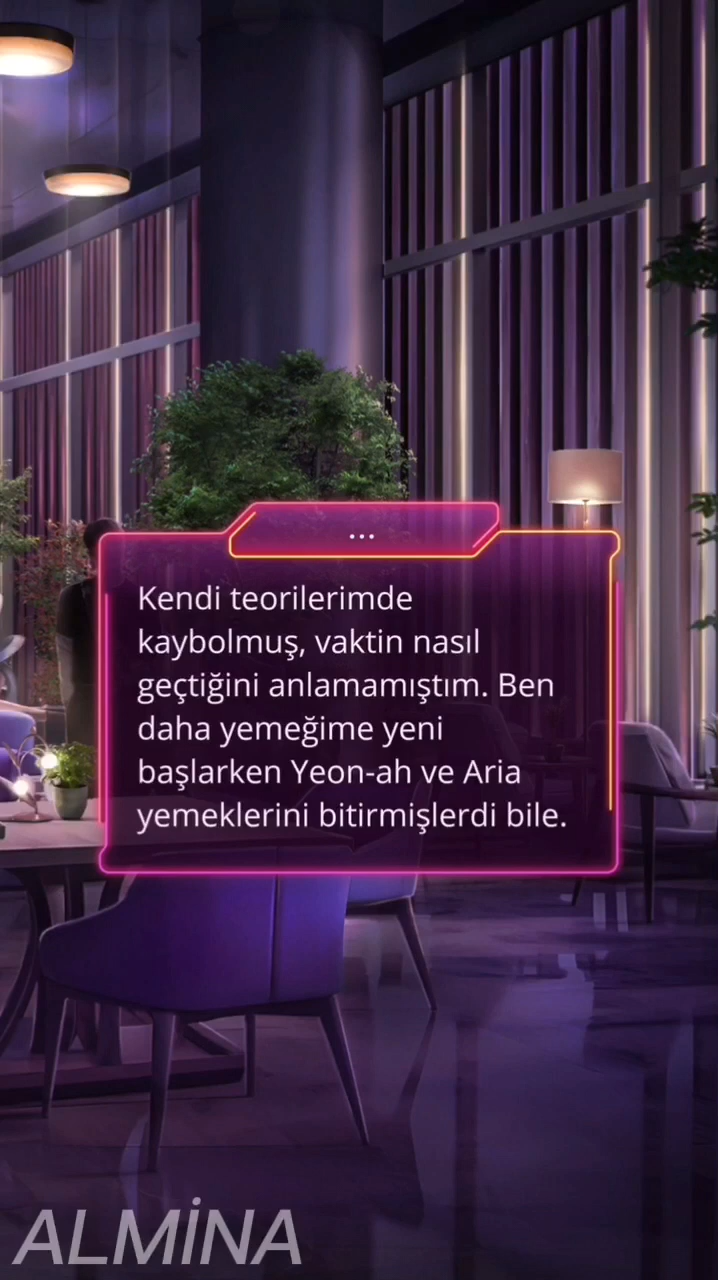 ...
Kendi teorilerimde
kaybolmuş, vaktin nasıl
geçtiğini anlamamıştım. Ben
daha yemeğime yeni
başlarken Yeon-ah ve Aria
yemeklerini bitirmişlerdi bile.
ALMİNA